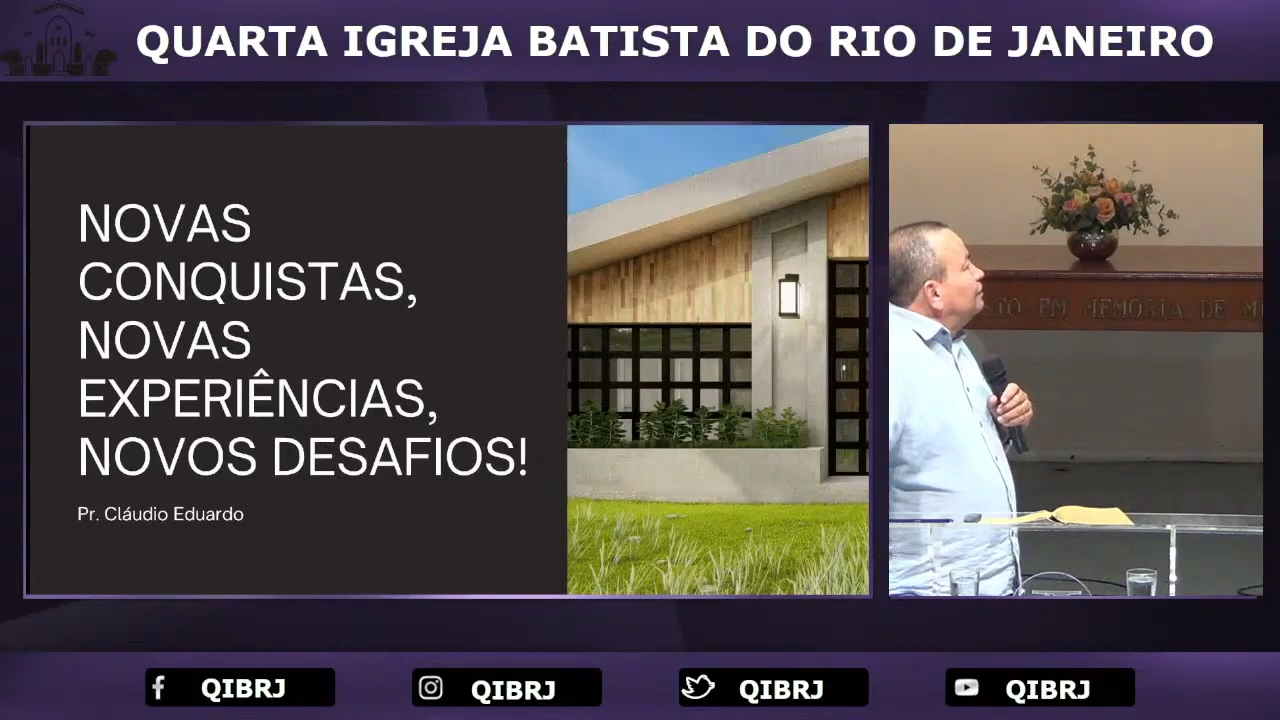 QUARTA IGREJA BATISTA DO RIO DE JANEIRO
NOVAS
CONQUISTAS,
NOVAS
EXPERIÊNCIAS,
NOVOS DESAFIOS!
Pr. Cláudio Eduardo
EM MEMORIA DE
QIBRJ
QIBRJ
QIBRJ
QIBRJ